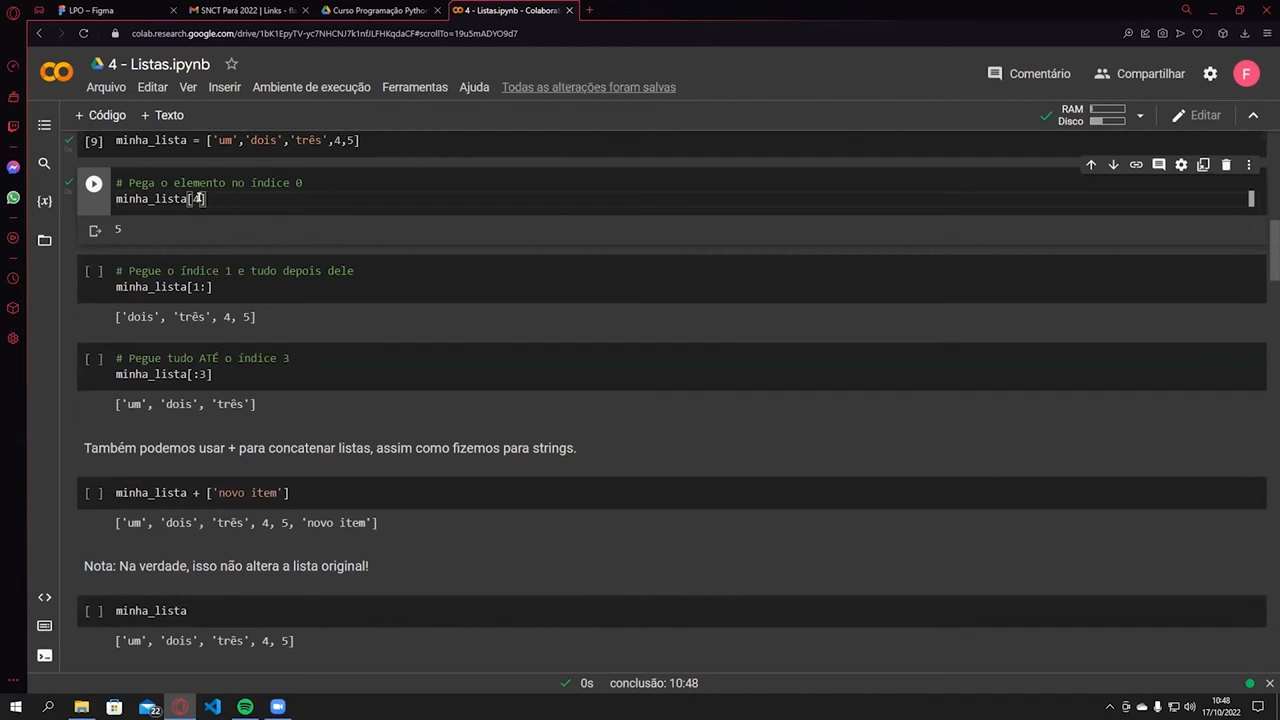 LPO – Figma
SNCT Pará 2022 | Links - fla
Curso Programação Python
4 - Listas.ipynb - Colabora
colab.research.google.com/drive/1bK1EpyTV-yc7NHCNJ7k1nfJLFHKqdaCF#scrollTo=19u5mADYO9d7
4 - Listas.ipynb
Comentário
Compartilhar
F
Arquivo Editar Ver Inserir Ambiente de execução Ferramentas Ajuda Todas as alterações foram salvas
+ Código + Texto
RAM
Disco
Editar
[9] minha_lista = ['um','dois','três',4,5]
# Pega o elemento no índice 0
minha_lista[4]
5
[ ] # Pegue o índice 1 e tudo depois dele
minha_lista[1:]
['dois', 'três', 4, 5]
[ ] # Pegue tudo ATÉ o índice 3
minha_lista[:3]
['um', 'dois', 'três']
Também podemos usar + para concatenar listas, assim como fizemos para strings.
[ ] minha_lista + ['novo item']
['um', 'dois', 'três', 4, 5, 'novo item']
Nota: Na verdade, isso não altera a lista original!
[ ] minha_lista
['um', 'dois', 'três', 4, 5]
0s conclusão: 10:48
22
10:48
17/10/2022